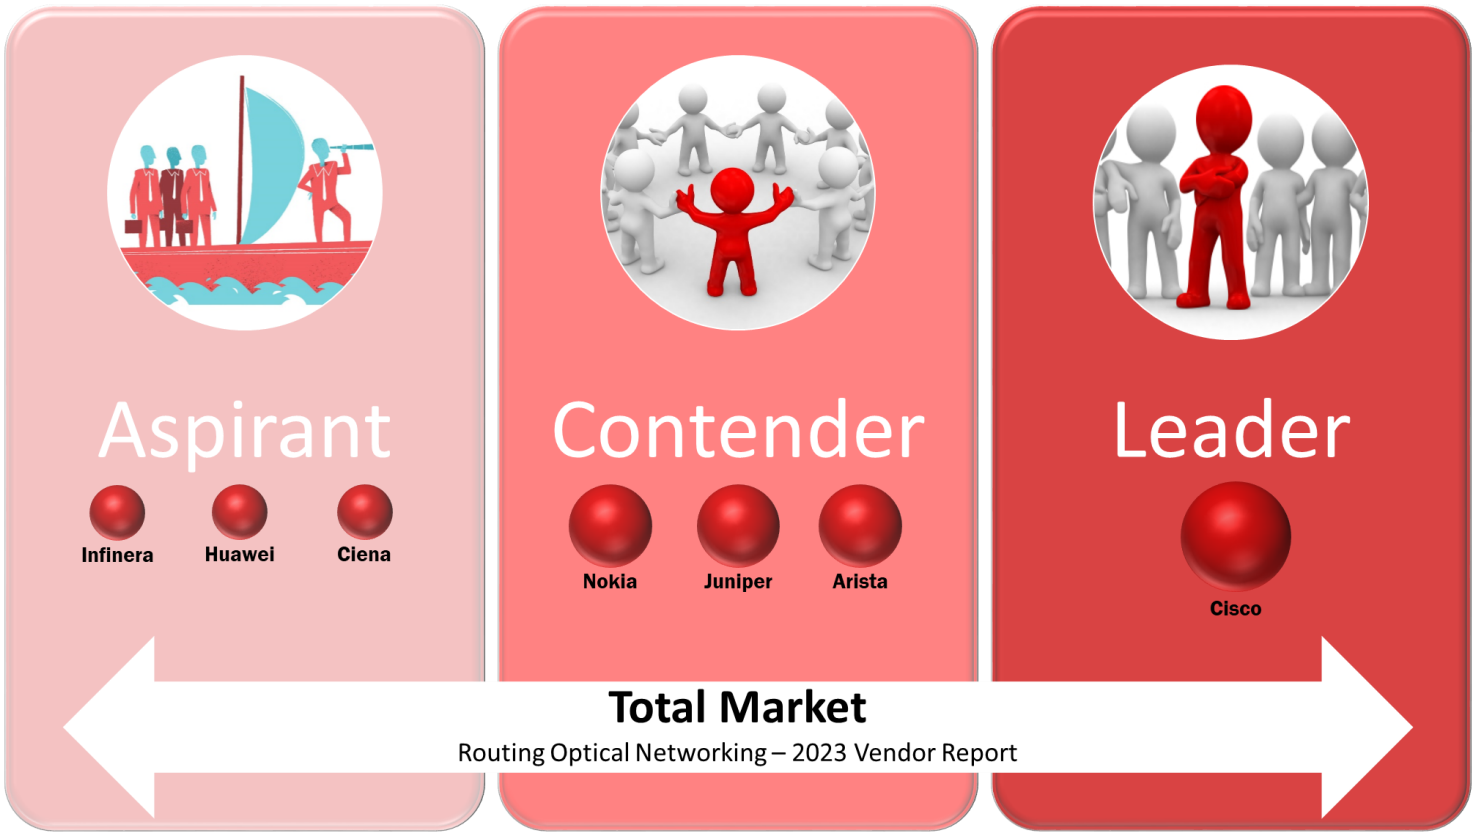 Aspirant
Infinera Huawei Ciena
Contender
Nokia Juniper Arista
Leader
Cisco
Total Market
Routing Optical Networking – 2023 Vendor Report